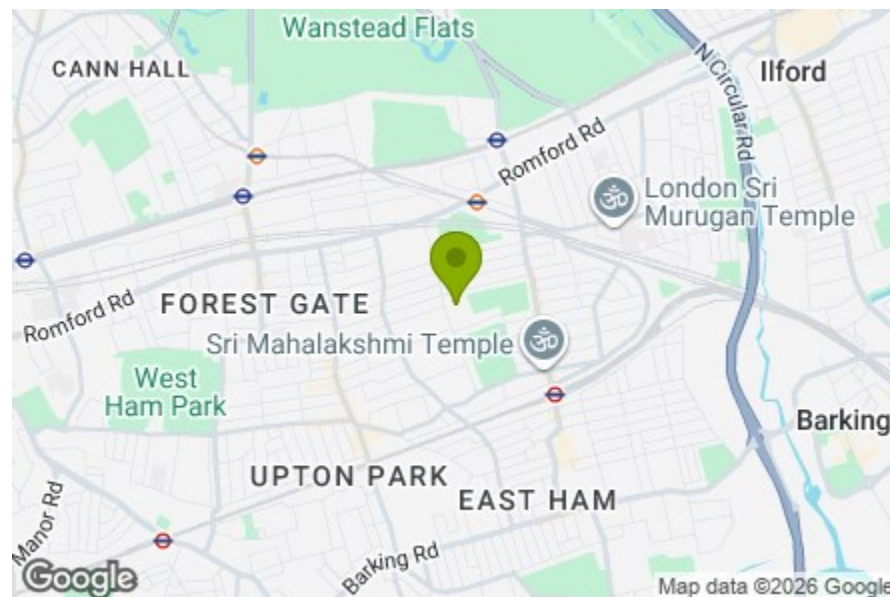 Wanstead Flats
CANN HALL
Ilford
N Circular Rd
Romford Rd
London Sri
Murugan Temple
FOREST GATE
Romford Rd
Sri Mahalakshmi Temple
West
Ham Park
Barking
UPTON PARK
EAST HAM
Manor Rd
Barking Rd
Google
Map data ©2026 Google